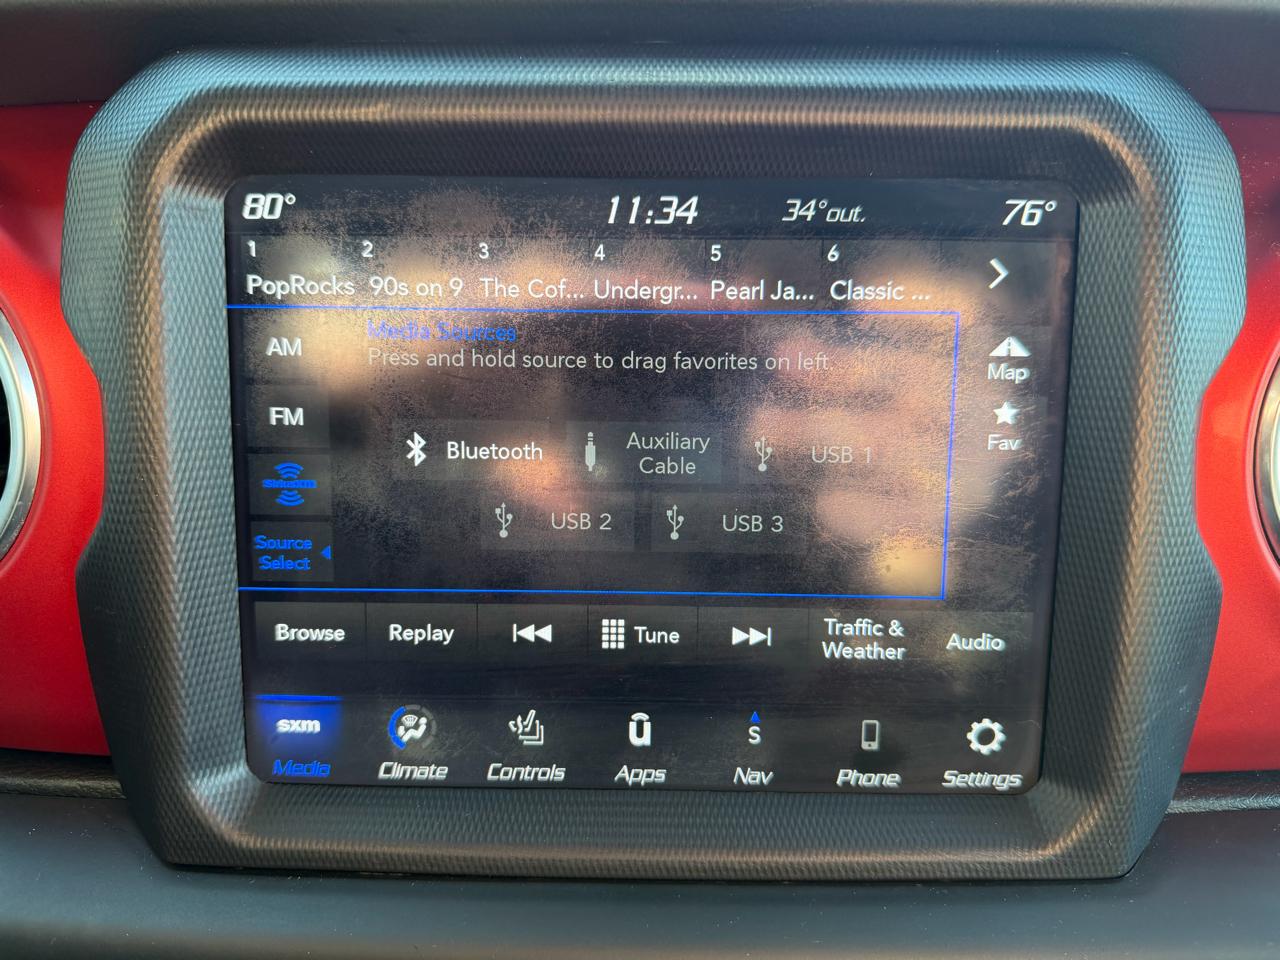 80° 11:34 34°out. 76°
1 2 3 4 5 6
PopRocks 90s on 9 The Cof... Undergr... Pearl Ja... Classic ...
Media Sources
Press and hold source to drag favorites on left.
AM
FM
siriusxm
Source
Select
Bluetooth
Auxiliary
Cable
USB 1
USB 2
USB 3
Map
Fav
Browse
Replay
Tune
Traffic &
Weather
Audio
sxm
Media
Climate
Controls
u
Apps
S
Nav
Phone
Settings